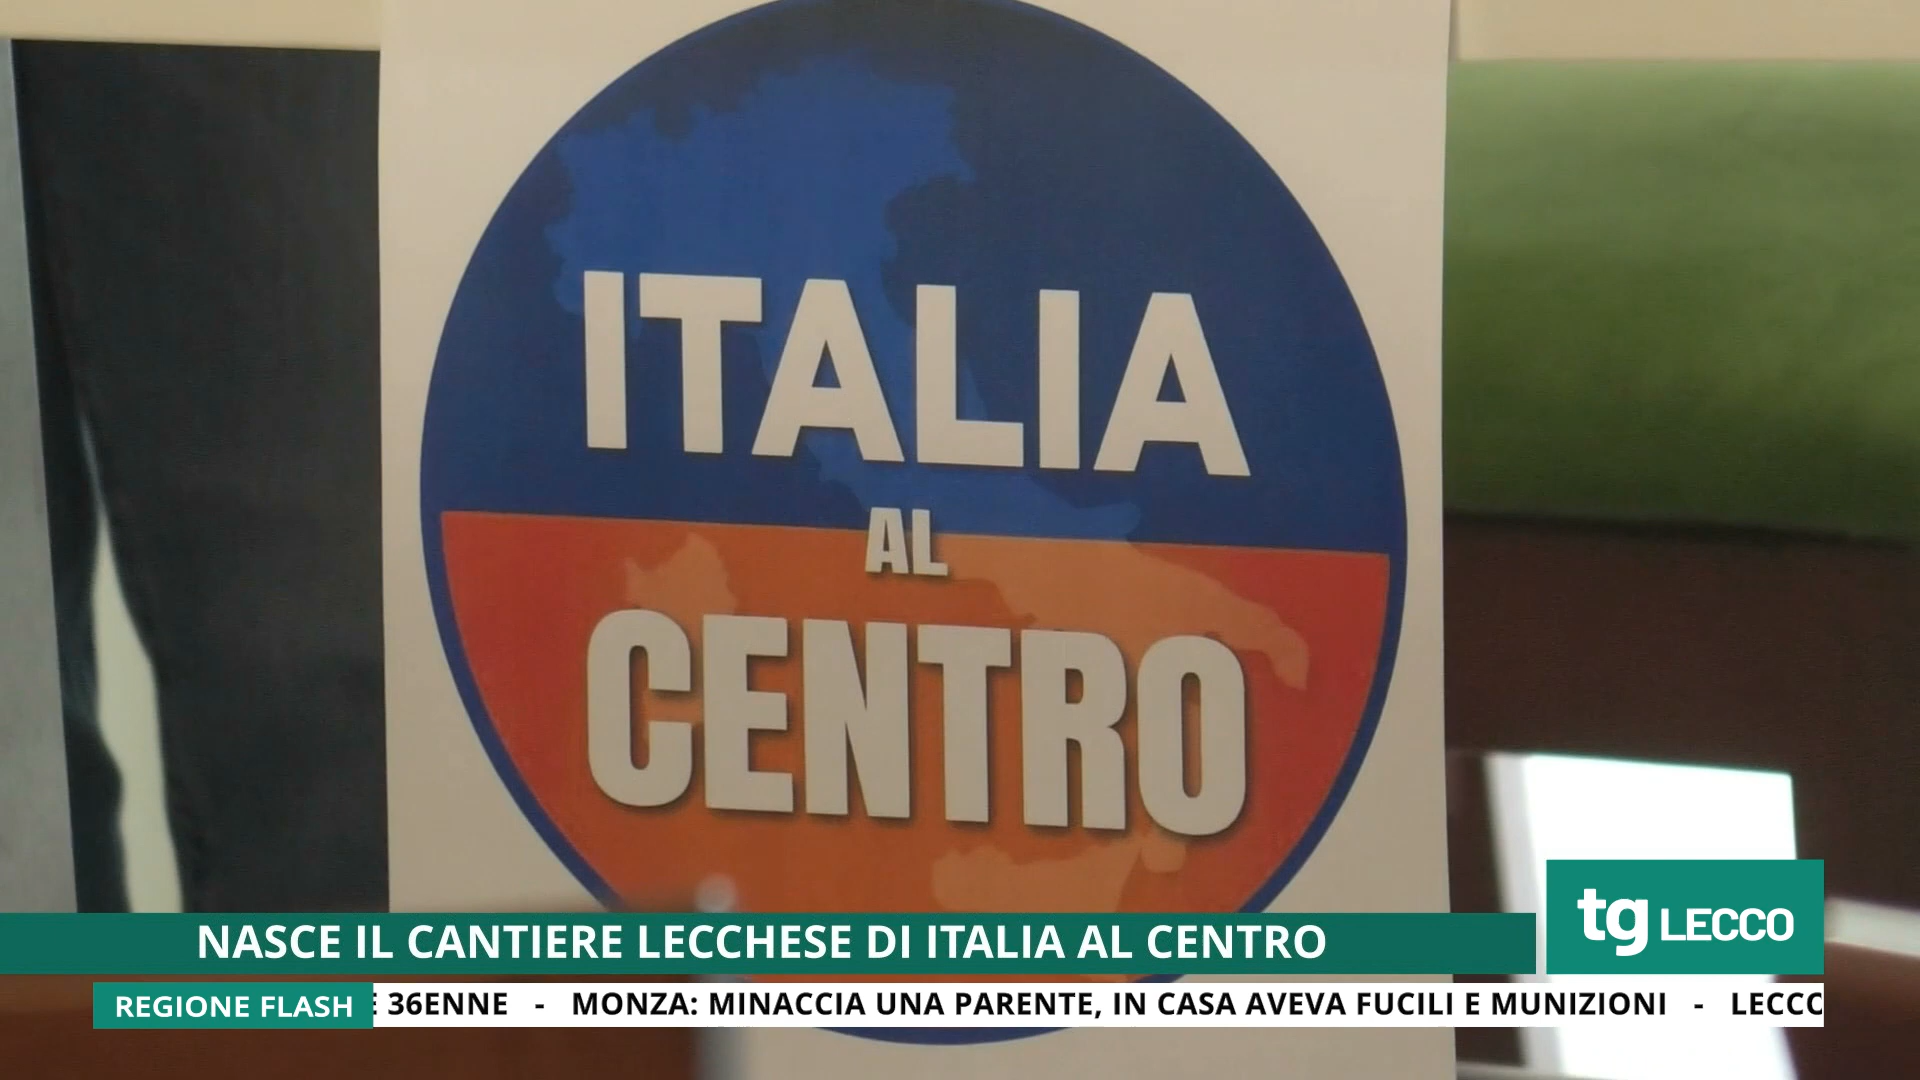 ITALIA
AL
CENTRO
NASCE IL CANTIERE LECCHESE DI ITALIA AL CENTRO
tg LECCO
REGIONE FLASH
36ENNE - MONZA: MINACCIA UNA PARENTE, IN CASA AVEVA FUCILI E MUNIZIONI -